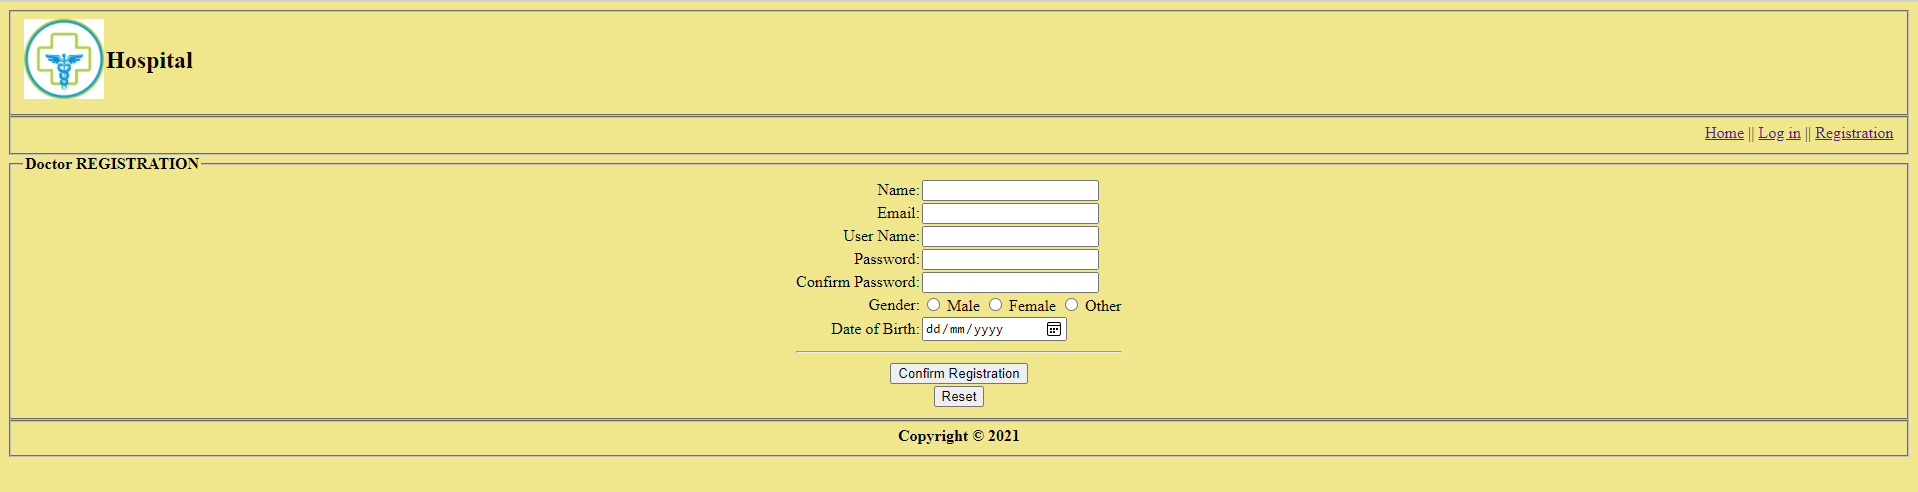 Hospital
Home || Log in || Registration
Doctor REGISTRATION
Name:
Email:
User Name:
Password:
Confirm Password:
Gender: Male Female Other
Date of Birth: dd/mm/yyyy
Confirm Registration
Reset
Copyright © 2021